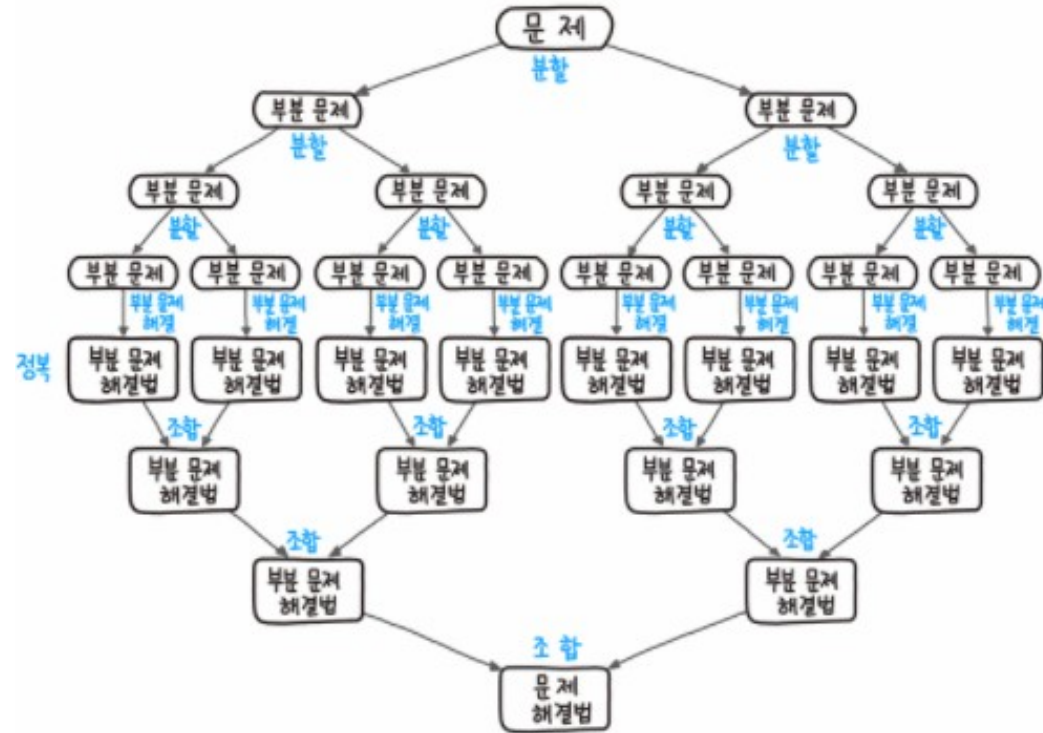 문 제
분할
부분 문제 부분 문제
분할 분할
부분 문제 부분 문제 부분 문제 부분 문제
분할 분할 분할 분할
부분 문제 부분 문제 부분 문제 부분 문제 부분 문제 부분 문제 부분 문제 부분 문제
부분 문제 부분 문제 부분 문제 부분 문제 부분 문제 부분 문제 부분 문제 부분 문제
해결 해결 해결 해결 해결 해결 해결 해결
정복
부분 문제 부분 문제 부분 문제 부분 문제 부분 문제 부분 문제 부분 문제 부분 문제
해결법 해결법 해결법 해결법 해결법 해결법 해결법 해결법
조합 조합 조합 조합
부분 문제 부분 문제 부분 문제 부분 문제
해결법 해결법 해결법 해결법
조합 조합
부분 문제 부분 문제
해결법 해결법
조 합
문 제
해결법